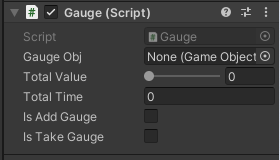 Gauge (Script)
Script Gauge
Gauge Obj None (Game Object
Total Value 0
Total Time 0
Is Add Gauge
Is Take Gauge